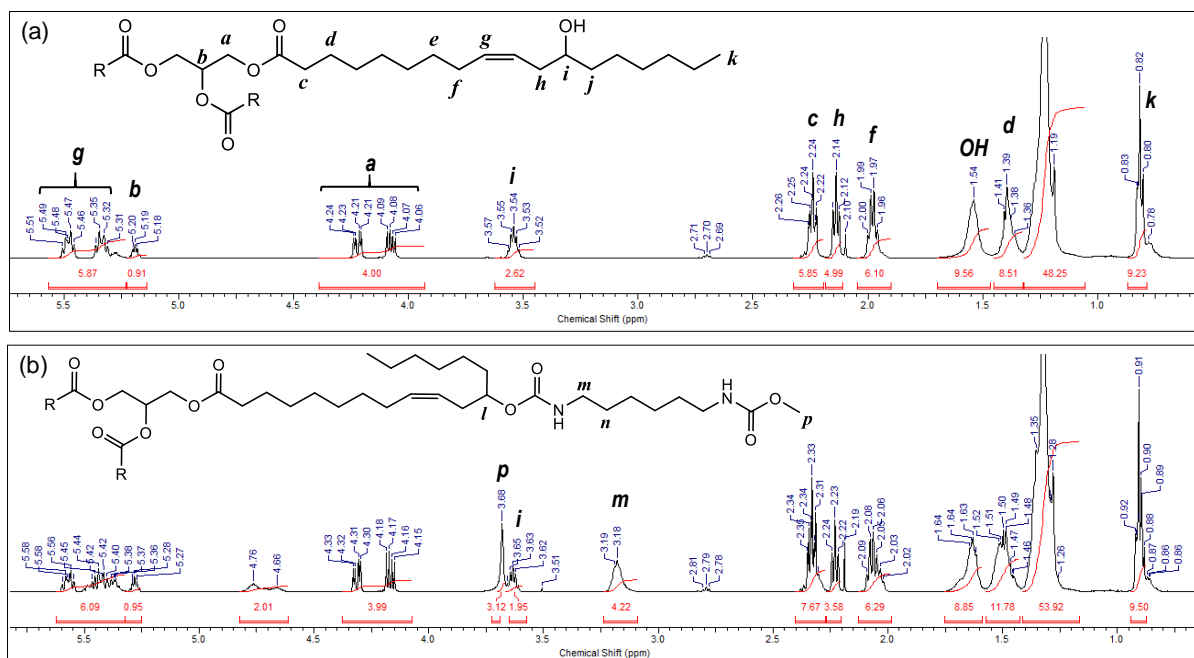 (a)
OH
O
R
O
O
R
O
O
a
b
c
d
e
f
g
h
i
j
k
g
b
a
i
c
h
f
OH
d
k
5.51
5.49
5.48
5.47
5.46
5.35
5.32
5.31
5.20
5.19
5.18
4.24
4.23
4.21
4.21
4.09
4.08
4.07
4.06
3.57
3.55
3.54
3.53
3.52
2.71
2.70
2.69
2.26
2.25
2.24
2.24
2.22
2.14
2.12
2.10
2.00
1.99
1.97
1.96
1.54
1.41
1.39
1.38
1.36
1.19
0.83
0.82
0.80
0.78
5.87 0.91 4.00 2.62 5.85 4.99 6.10 9.56 8.51 48.25 9.23
5.5 5.0 4.5 4.0 3.5 3.0 2.5 2.0 1.5 1.0
Chemical Shift (ppm)
(b)
O
R
O
O
O
R
O
O
l
O
O
N
H
m
n
H
N
O
O
p
p
i
m
5.58
5.58
5.56
5.45
5.44
5.42
5.42
5.40
5.38
5.37
5.36
5.28
5.27
4.76
4.66
4.33
4.32
4.31
4.30
4.18
4.17
4.16
4.15
3.68
3.65
3.63
3.62
3.51
3.19
3.18
2.81
2.79
2.78
2.35
2.34
2.34
2.33
2.31
2.24
2.23
2.22
2.19
2.09
2.08
2.06
2.05
2.03
2.02
1.64
1.64
1.63
1.52
1.51
1.50
1.49
1.48
1.47
1.46
1.35
1.28
1.26
0.92
0.91
0.90
0.89
0.88
0.87
0.86
0.86
6.09 0.95 2.01 3.99 3.12 1.95 4.22 7.67 3.58 6.29 8.85 11.78 53.92 9.50
5.5 5.0 4.5 4.0 3.5 3.0 2.5 2.0 1.5 1.0
Chemical Shift (ppm)